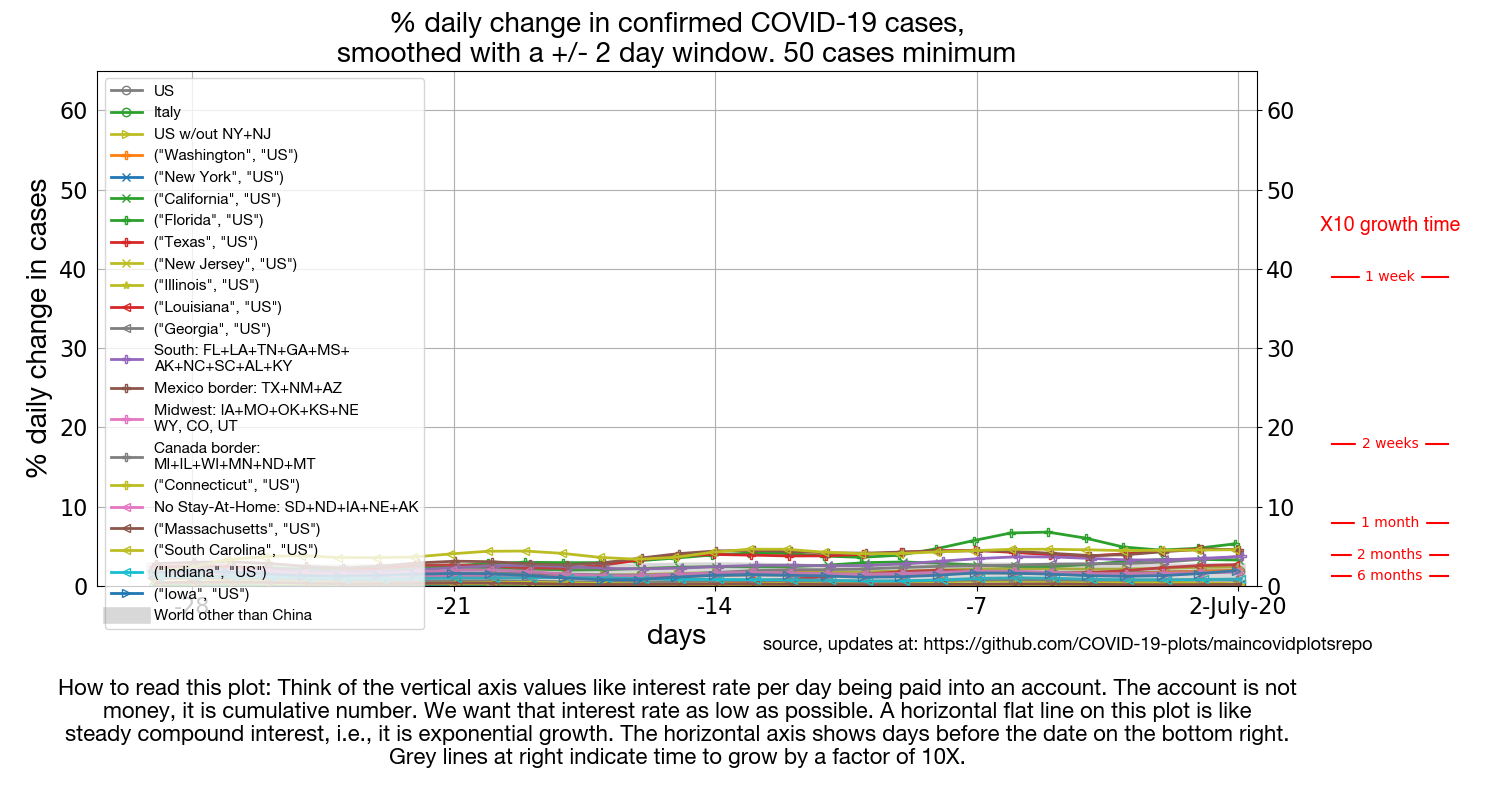 % daily change in confirmed COVID-19 cases,
smoothed with a +/- 2 day window. 50 cases minimum
% daily change in cases
60
50
40
30
20
10
0
US
Italy
US w/out NY+NJ
("Washington", "US")
("New York", "US")
("California", "US")
("Florida", "US")
("Texas", "US")
("New Jersey", "US")
("Illinois", "US")
("Louisiana", "US")
("Georgia", "US")
South: FL+LA+TN+GA+MS+
AK+NC+SC+AL+KY
Mexico border: TX+NM+AZ
Midwest: IA+MO+OK+KS+NE
WY, CO, UT
Canada border:
MI+IL+WI+MN+ND+MT
("Connecticut", "US")
No Stay-At-Home: SD+ND+IA+NE+AK
("Massachusetts", "US")
("South Carolina", "US")
("Indiana", "US")
("Iowa", "US")
World other than China
60
50
40
30
20
10
0
X10 growth time
1 week
2 weeks
1 month
2 months
6 months
-28
-21
-14
-7
2-July-20
days
source, updates at: https://github.com/COVID-19-plots/maincovidplotsrepo
How to read this plot: Think of the vertical axis values like interest rate per day being paid into an account. The account is not
money, it is cumulative number. We want that interest rate as low as possible. A horizontal flat line on this plot is like
steady compound interest, i.e., it is exponential growth. The horizontal axis shows days before the date on the bottom right.
Grey lines at right indicate time to grow by a factor of 10X.